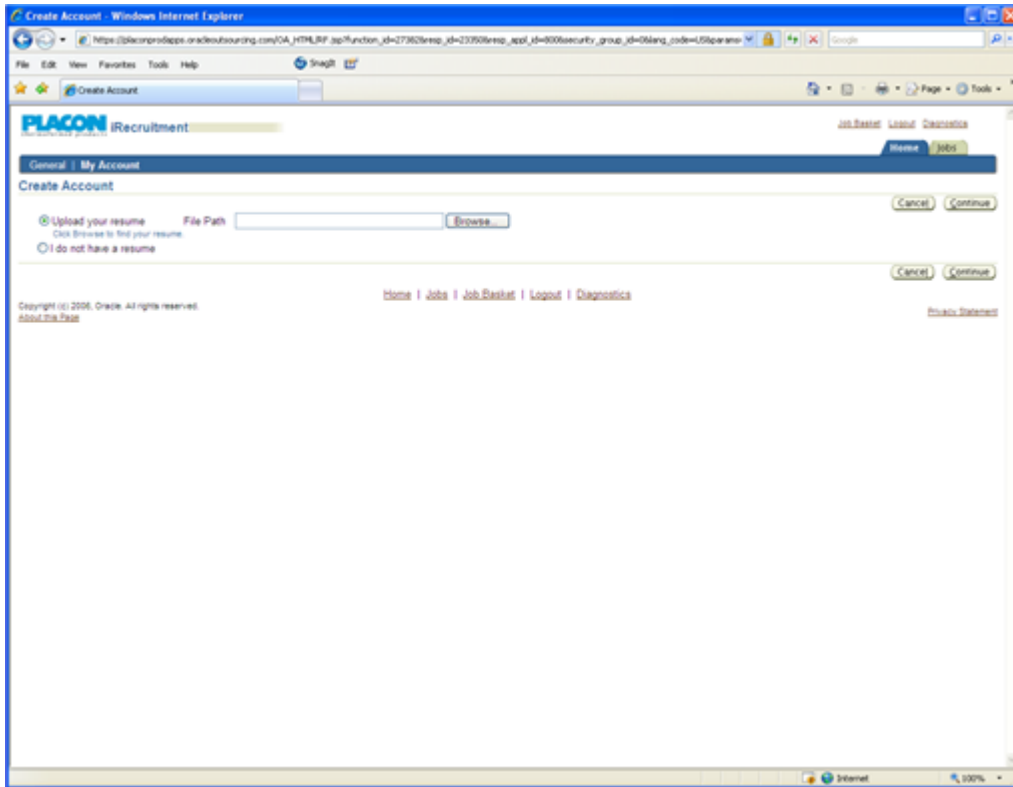 Create Account - Windows Internet Explorer
Google
File Edit View Favorites Tools Help SnagIt
Create Account Page Tools
PLACON iRecruitment
Job Basket Logout Diagnostics
Home Jobs
General | My Account
Create Account
Cancel Continue
Upload your resume File Path Browse...
Click Browse to find your resume.
I do not have a resume
Cancel Continue
Home | Jobs | Job Basket | Logout | Diagnostics
Copyright (c) 2006, Oracle. All rights reserved.
About this Page Privacy Statement
Internet 100%